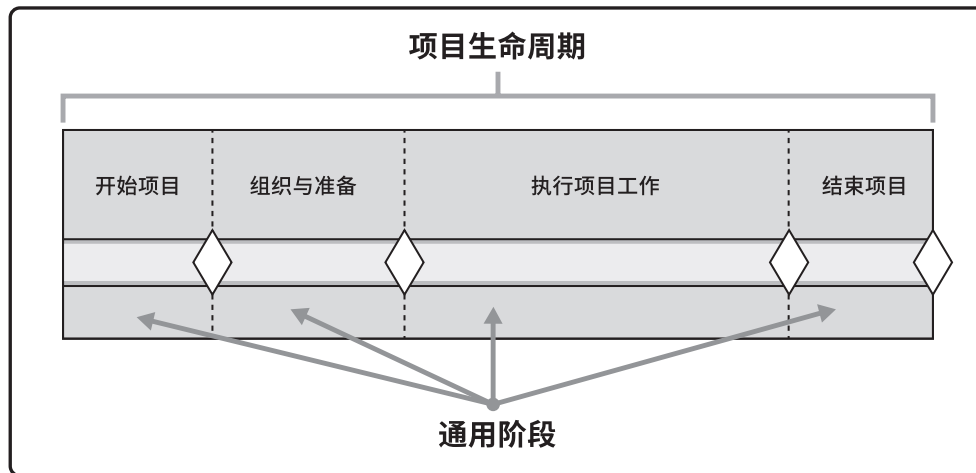 项目生命周期
开始项目
组织与准备
执行项目工作
结束项目
通用阶段